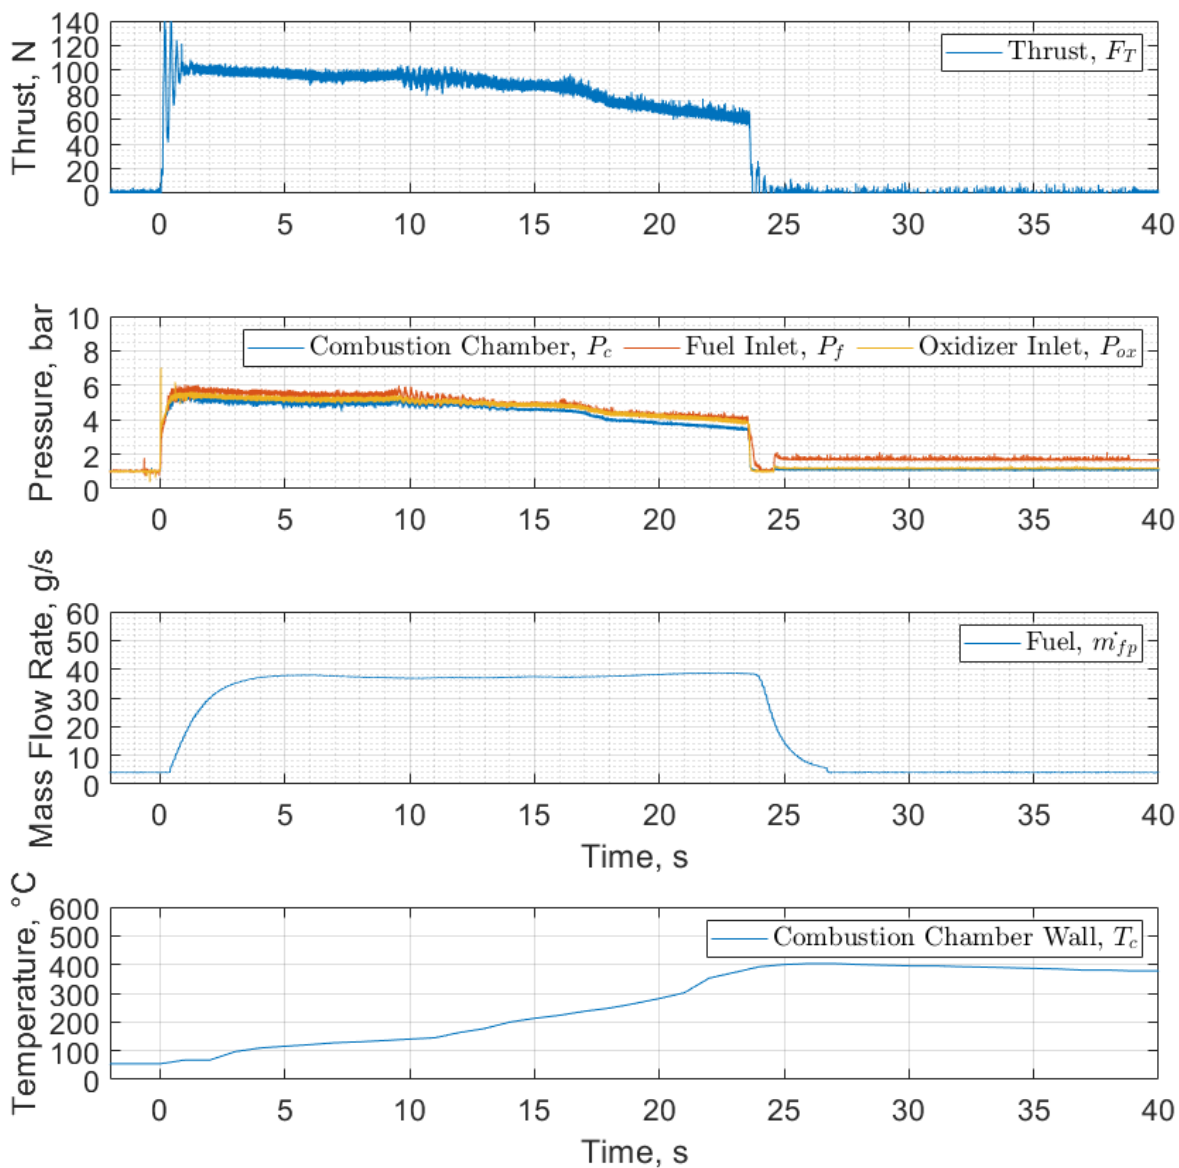 Thrust, N
140
120
100
80
60
40
20
0
Thrust, F_T
0 5 10 15 20 25 30 35 40
Pressure, bar
10
8
6
4
2
0
Combustion Chamber, P_c Fuel Inlet, P_f Oxidizer Inlet, P_ox
0 5 10 15 20 25 30 35 40
Mass Flow Rate, g/s
60
50
40
30
20
10
0
Fuel, ṁ_fp
0 5 10 15 20 25 30 35 40
Time, s
Temperature, °C
600
500
400
300
200
100
0
Combustion Chamber Wall, T_c
0 5 10 15 20 25 30 35 40
Time, s